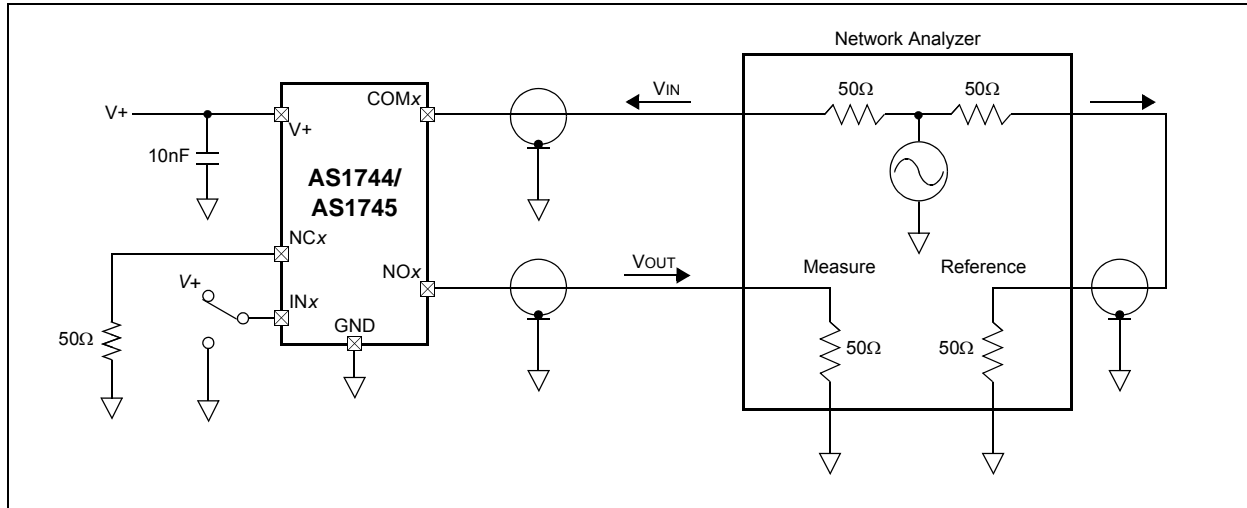 Network Analyzer
50Ω
50Ω
VIN
COMx
V+
V+
10nF
AS1744/
AS1745
NCx
NOx
VOUT
Measure
Reference
V+
INx
GND
50Ω
50Ω
50Ω